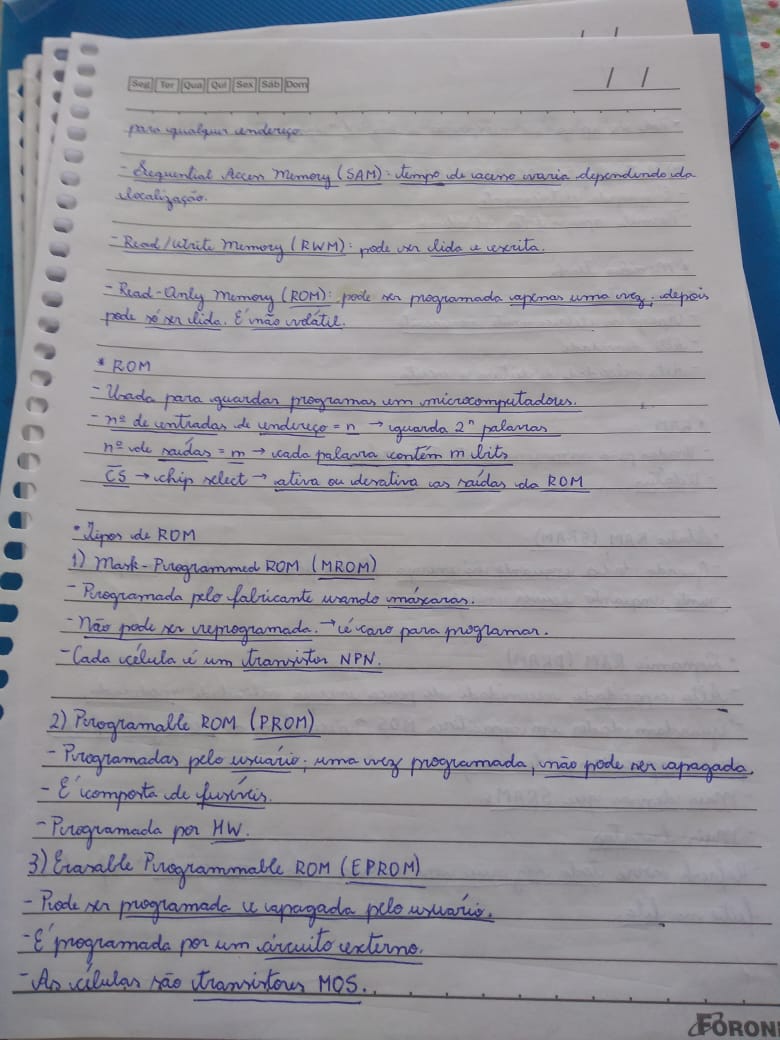 Seg Ter Qua Qui Sex Sáb Dom
/ /
para qualquer endereço.
- Sequential Access Memory (SAM): tempo de acesso varia dependendo da
localização.
- Read/Write Memory (RWM): pode ser lida e escrita.
- Read-Only Memory (ROM): pode ser programada apenas uma vez; depois
pode só ser lida. É não volátil.
* ROM
- Usada para guardar programas em microcomputadores.
- nº de entradas de endereço = n → guarda 2ⁿ palavras
nº de saídas = m → cada palavra contém m bits
C̅S̅ → chip select → ativa ou desativa as saídas da ROM
• Tipos de ROM
1) Mask-Programmed ROM (MROM)
- Programada pelo fabricante usando máscaras.
- Não pode ser reprogramada. → é caro para programar.
- Cada célula é um transistor NPN.
2) Programable ROM (PROM)
- Programadas pelo usuário; uma vez programada, não pode ser apagada.
- É composta de fusíveis.
- Programada por HW.
3) Erasable Programmable ROM (EPROM)
- Pode ser programada e apagada pelo usuário.
- É programada por um circuito externo.
- As células são transistores MOS.
FORONI